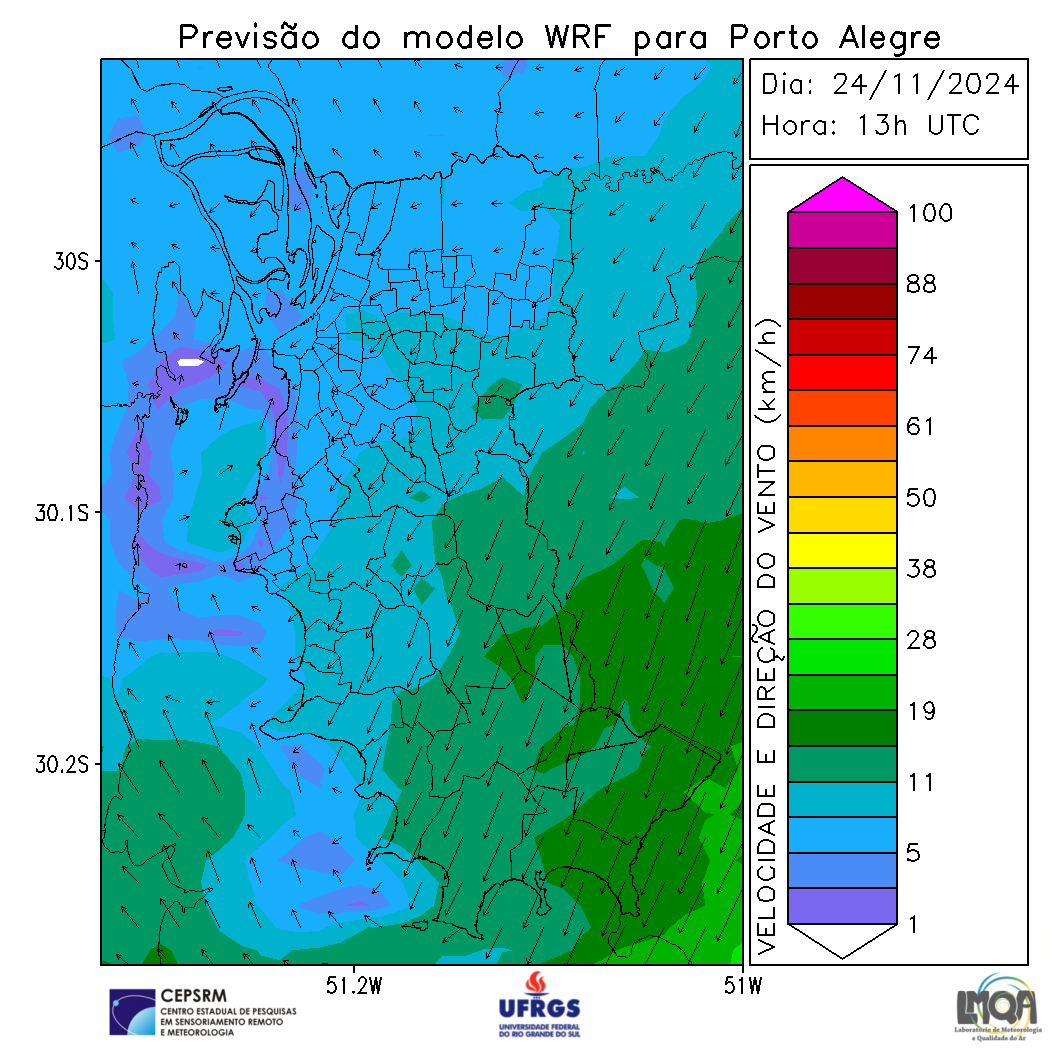 Previsão do modelo WRF para Porto Alegre
Dia: 24/11/2024
Hora: 13h UTC
30S
30.1S
30.2S
51.2W
51W
VELOCIDADE E DIREÇÃO DO VENTO (km/h)
100
88
74
61
50
38
28
19
11
5
1
CEPSRM
CENTRO ESTADUAL DE PESQUISAS
EM SENSORIAMENTO REMOTO
E METEOROLOGIA
UFRGS
UNIVERSIDADE FEDERAL
DO RIO GRANDE DO SUL
LMQA
Laboratório de Meteorologia
e Qualidade do Ar